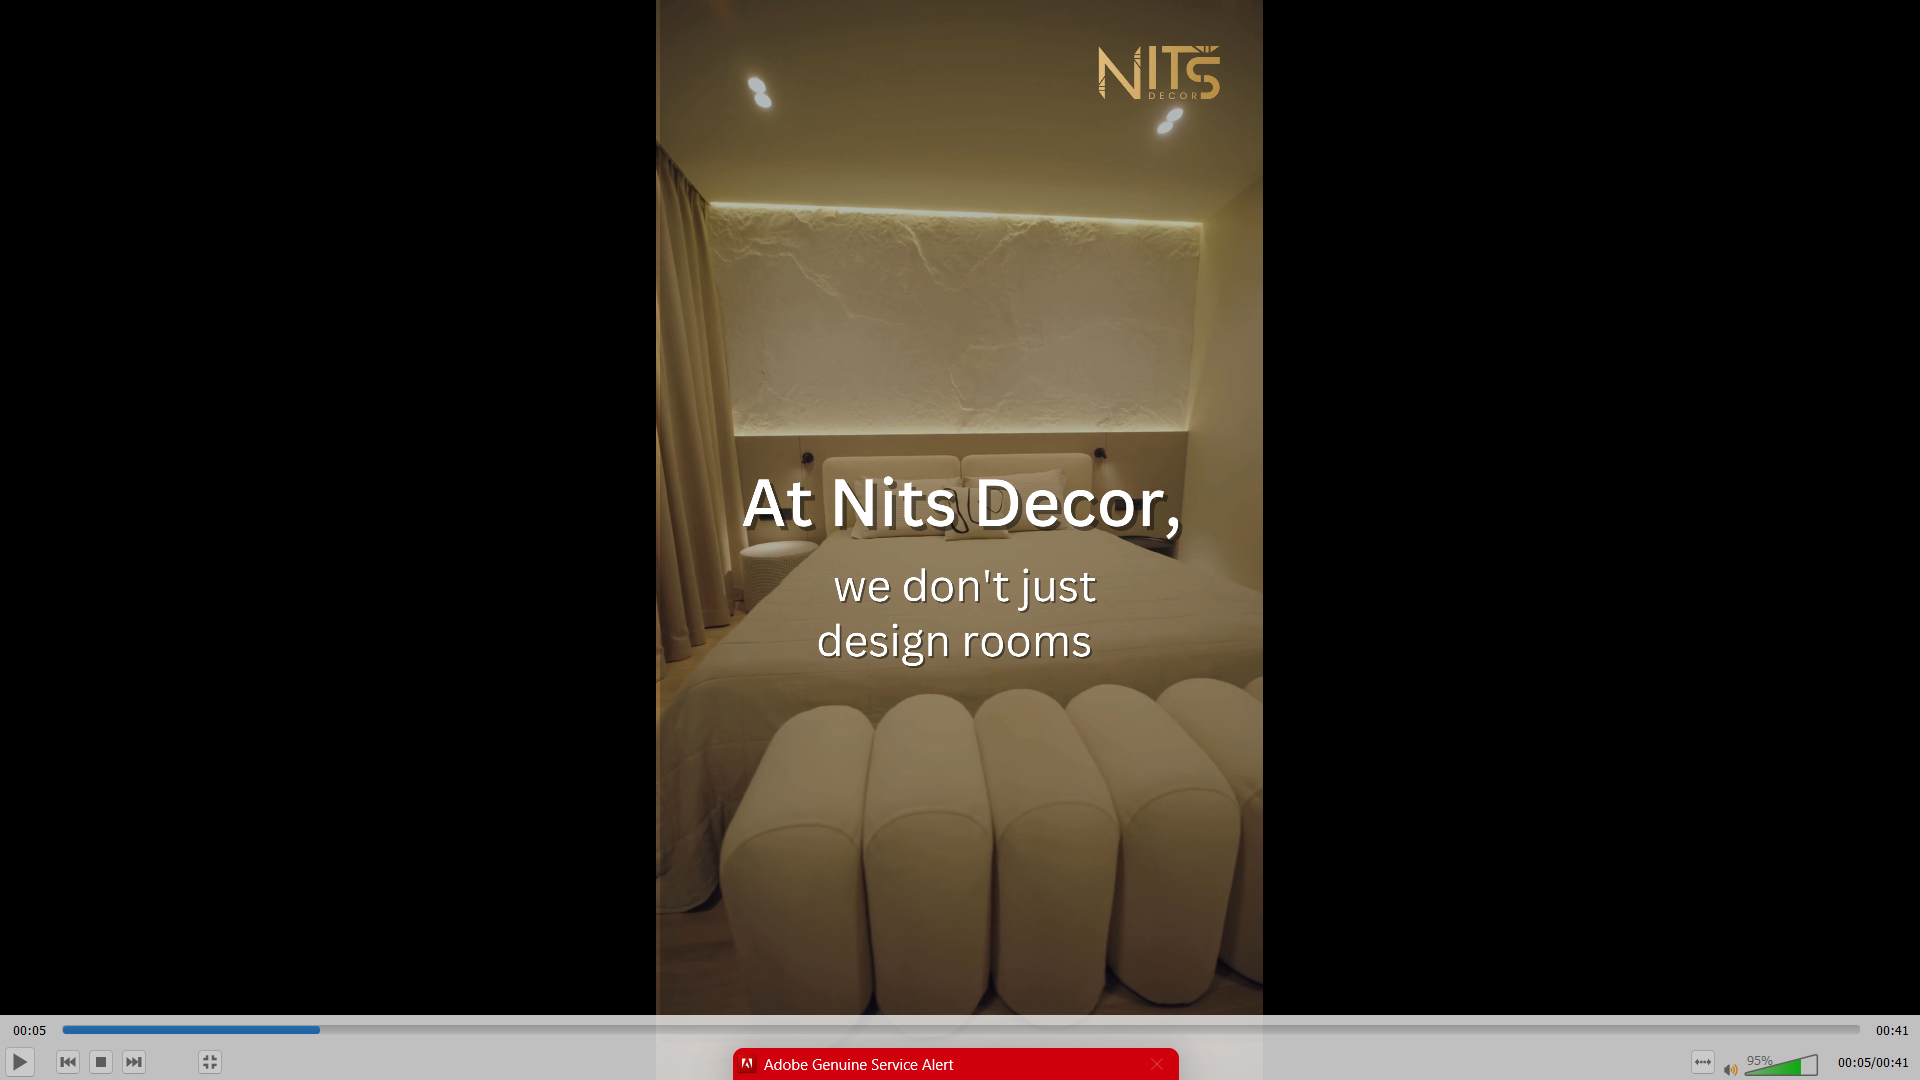 NITS
DECOR
At Nits Decor,
we don't just
design rooms
00:05
00:41
Adobe Genuine Service Alert
95%
00:05/00:41